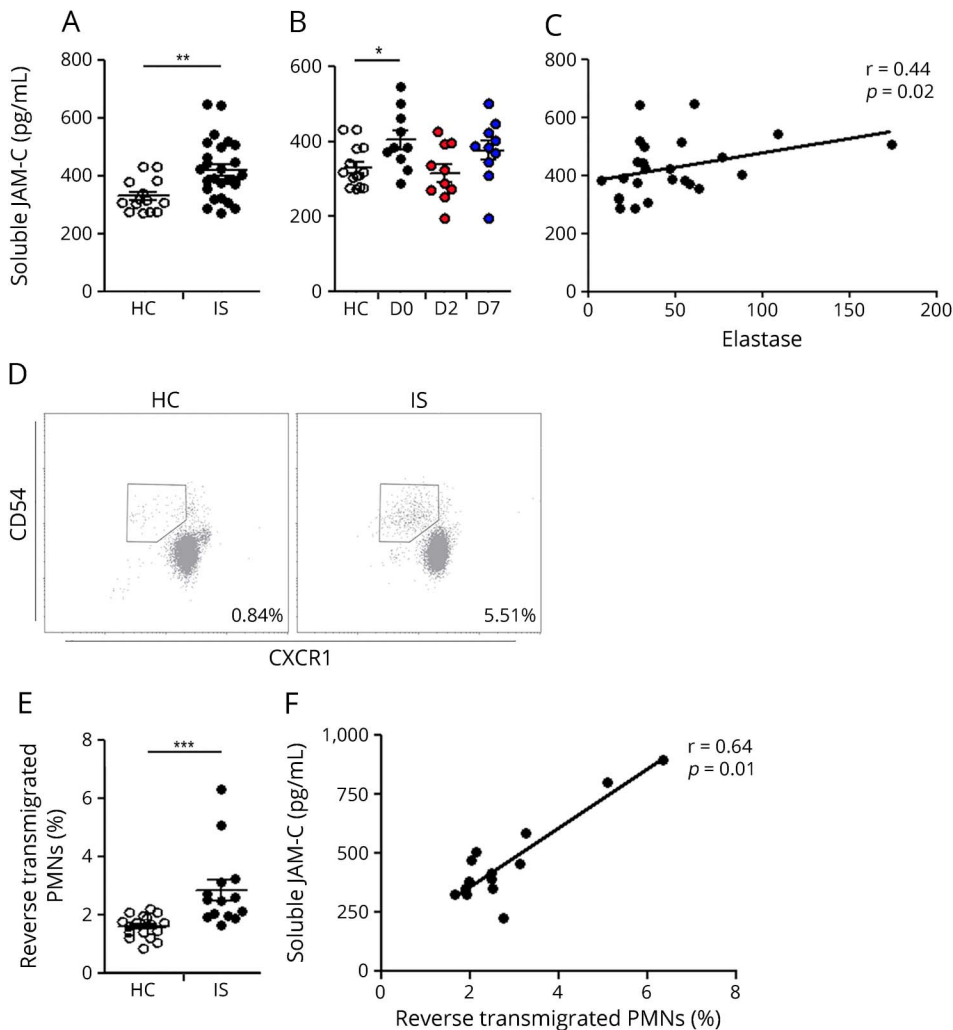 A
Soluble JAM-C (pg/mL)
800
600
400
200
0
**
HC
IS
B
600
400
200
0
*
HC
D0
D2
D7
C
800
600
400
200
0
r = 0.44
p = 0.02
0
50
100
150
200
Elastase
D
HC
IS
CD54
0.84%
5.51%
CXCR1
E
Reverse transmigrated
PMNs (%)
8
6
4
2
0
***
HC
IS
F
Soluble JAM-C (pg/mL)
1,000
750
500
250
0
r = 0.64
p = 0.01
0
2
4
6
8
Reverse transmigrated PMNs (%)